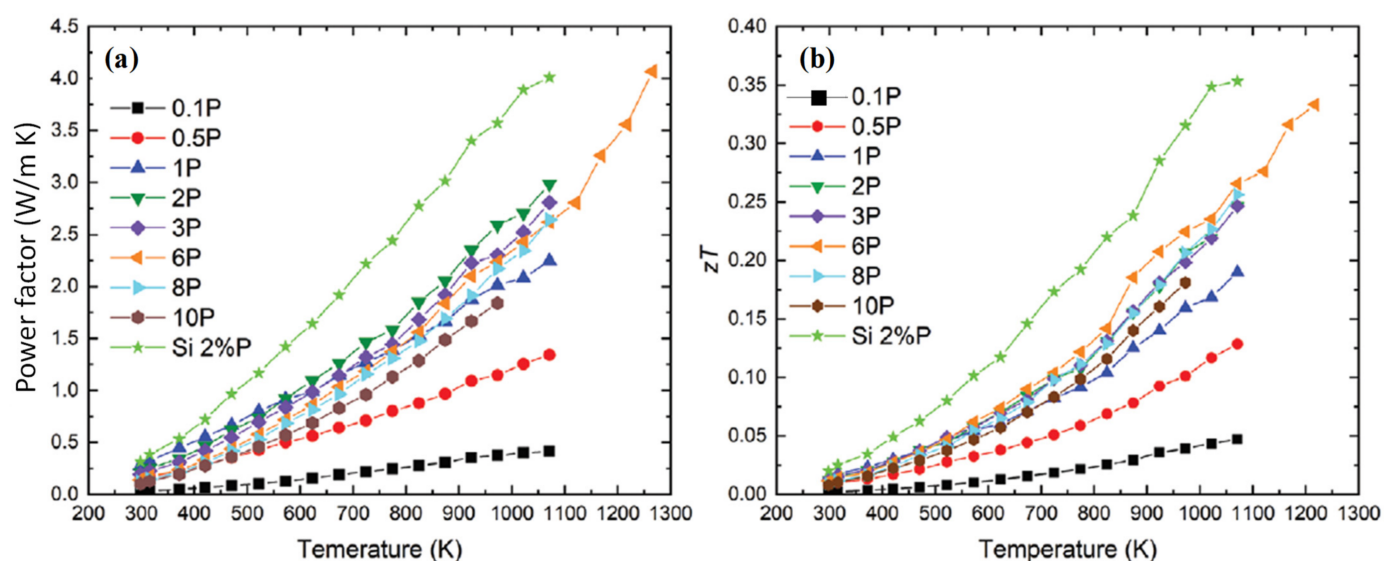 (a)
Power factor (W/m K)
4.5
4.0
3.5
3.0
2.5
2.0
1.5
1.0
0.5
0.0
0.1P
0.5P
1P
2P
3P
6P
8P
10P
Si 2%P
200 300 400 500 600 700 800 900 1000 1100 1200 1300
Temerature (K)
(b)
zT
0.40
0.35
0.30
0.25
0.20
0.15
0.10
0.05
0.00
0.1P
0.5P
1P
2P
3P
6P
8P
10P
Si 2%P
200 300 400 500 600 700 800 900 1000 1100 1200 1300
Temperature (K)